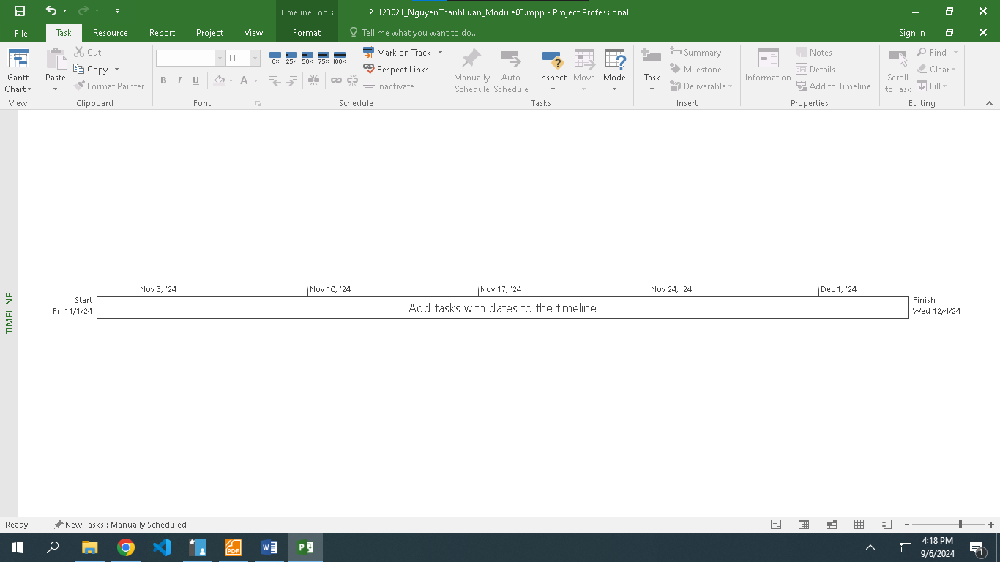 Timeline Tools
21123021_NguyenThanhLuan_Module03.mpp - Project Professional
File
Task
Resource
Report
Project
View
Format
Tell me what you want to do...
Sign in
Gantt
Chart
View
Paste
Cut
Copy
Format Painter
Clipboard
11
B I U
A
Font
0% 25% 50% 75% 100%
Mark on Track
Respect Links
Inactivate
Schedule
Manually
Schedule
Auto
Schedule
Inspect
Move
Mode
Tasks
Task
Summary
Milestone
Deliverable
Insert
Information
Notes
Details
Add to Timeline
Properties
Scroll
to Task
Find
Clear
Fill
Editing
TIMELINE
Nov 3, '24
Nov 10, '24
Nov 17, '24
Nov 24, '24
Dec 1, '24
Start
Fri 11/1/24
Add tasks with dates to the timeline
Finish
Wed 12/4/24
Ready
New Tasks : Manually Scheduled
PDF
4:18 PM
9/6/2024
1